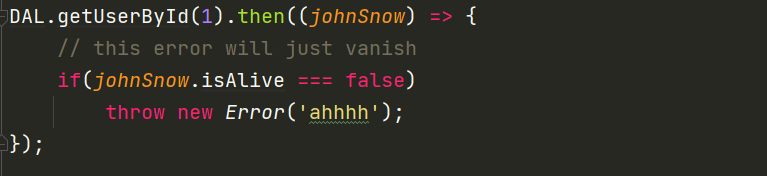 DAL.getUserById(1).then((johnSnow) => {
    // this error will just vanish
    if(johnSnow.isAlive === false)
        throw new Error('ahhhh');
});